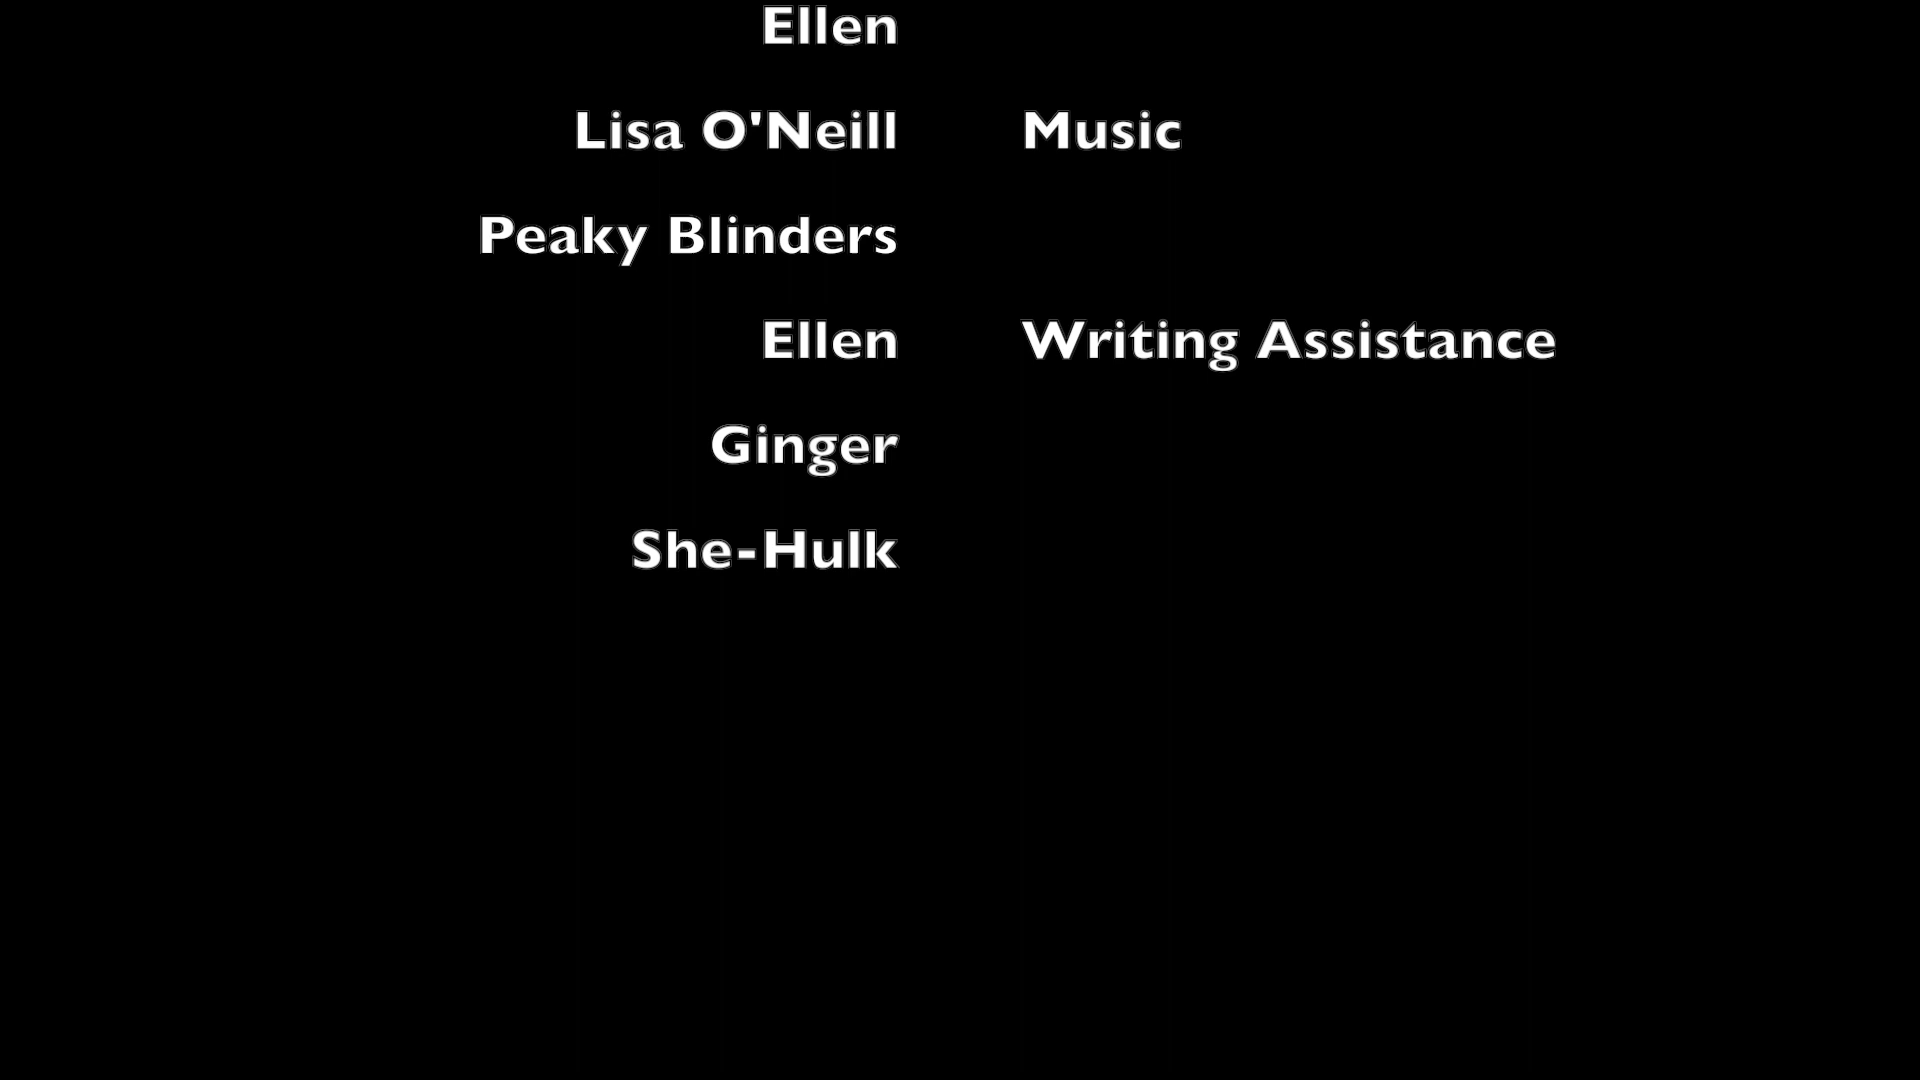 Ellen
Lisa O'Neill Music
Peaky Blinders
Ellen Writing Assistance
Ginger
She-Hulk